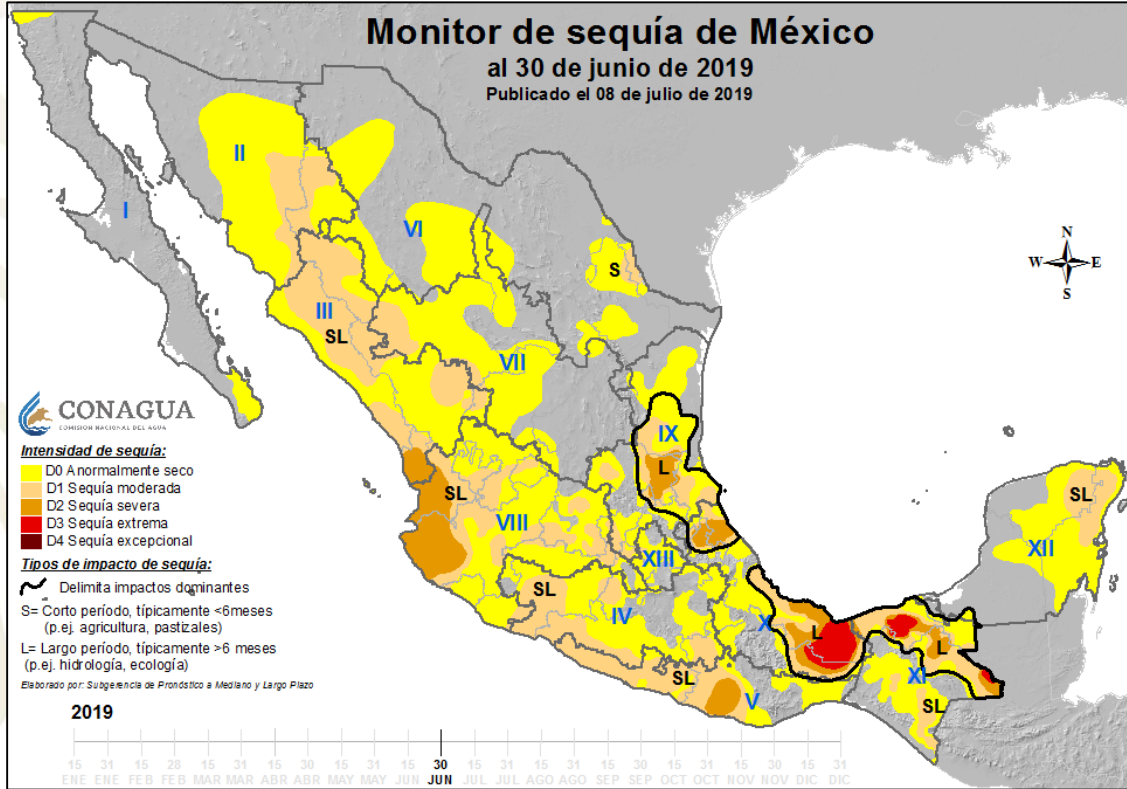 Monitor de sequía de México
al 30 de junio de 2019
Publicado el 08 de julio de 2019
II
I
VI
S
N
W E
S
III
SL
VII
CONAGUA
COMISIÓN NACIONAL DEL AGUA
IX
L
Intensidad de sequía:
D0 Anormalmente seco
D1 Sequía moderada
D2 Sequía severa
D3 Sequía extrema
D4 Sequía excepcional
SL
VIII
SL
XII
XIII
Tipos de impacto de sequía:
Delimita impactos dominantes
S= Corto período, típicamente <6meses
(p.ej. agricultura, pastizales)
L= Largo período, típicamente >6 meses
(p.ej. hidrología, ecología)
Elaborado por: Subgerencia de Pronóstico a Mediano y Largo Plazo
SL
IV
X
L
L
XI
SL
V
SL
2019
15 31 15 28 15 31 15 30 15 31 15 30 15 31 15 31 15 30 15 31 15 30 15 31
ENE ENE FEB FEB MAR MAR ABR ABR MAY MAY JUN JUN JUL JUL AGO AGO SEP SEP OCT OCT NOV NOV DIC DIC